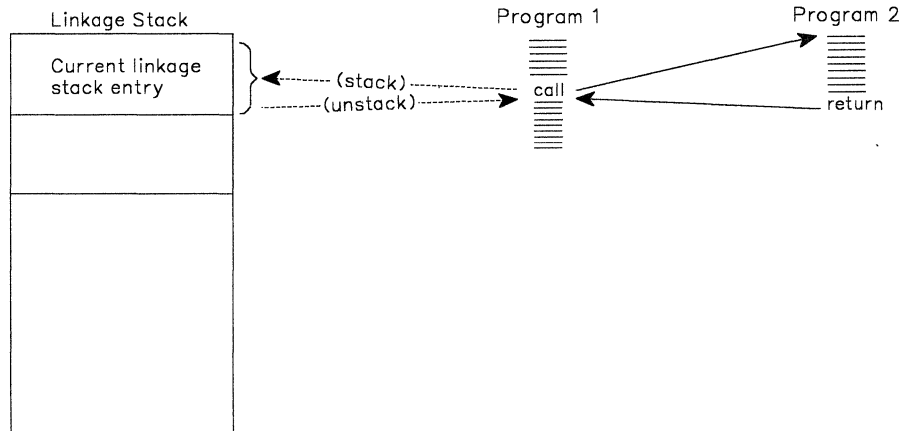 Linkage Stack
Program 1
Program 2
Current linkage
stack entry
(stack)
(unstack)
call
return